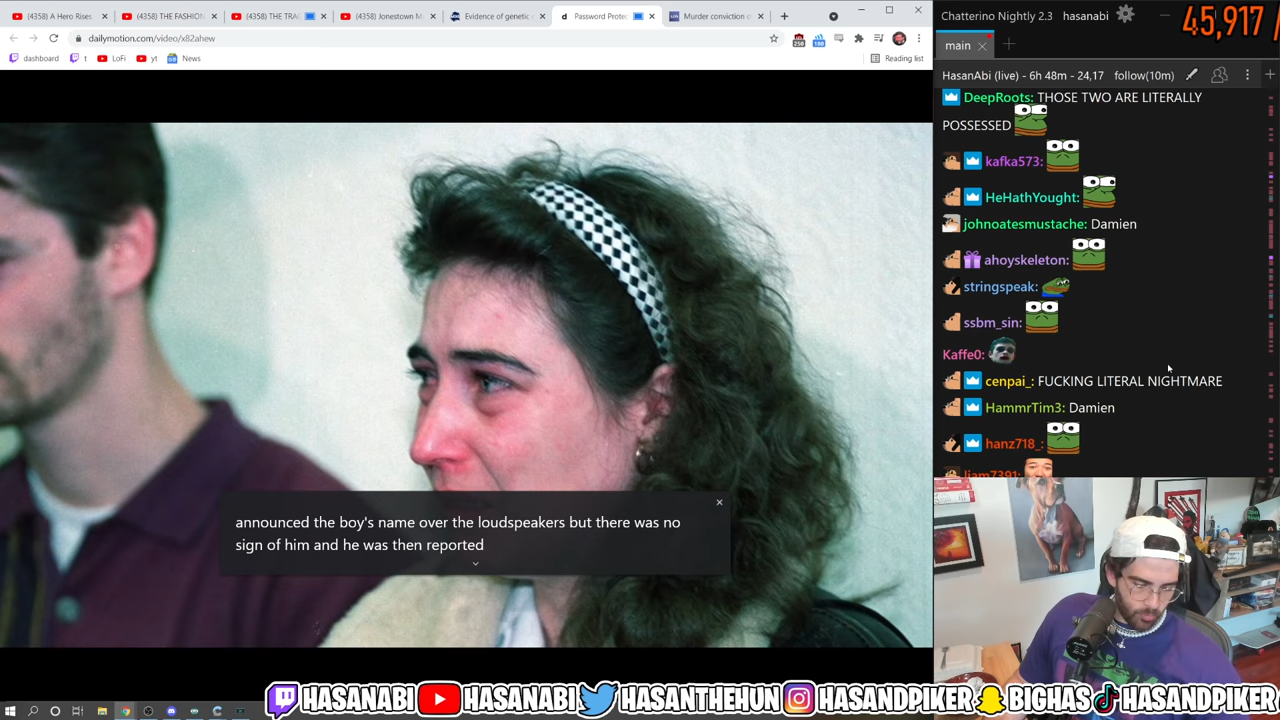 (4358) A Hero Rises
(4358) THE FASHION
(4358) THE TRA
(4358) Jonestown M
Evidence of genetic
Password Prote
Murder conviction o
dailymotion.com/video/x82ahew
dashboard
t
LoFi
yt
News
Reading list
announced the boy's name over the loudspeakers but there was no
sign of him and he was then reported
Chatterino Nightly 2.3
hasanabi
45,917 /
main
HasanAbi (live) - 6h 48m - 24,17
follow(10m)
DeepRoots: THOSE TWO ARE LITERALLY
POSSESSED
kafka573:
HeHathYought:
johnoatesmustache: Damien
ahoyskeleton:
stringspeak:
ssbm_sin:
Kaffe0:
cenpai_: FUCKING LITERAL NIGHTMARE
HammrTim3: Damien
hanz718_:
liam7391:
HASANABI
HASANABI
HASANTHEHUN
HASANDPIKER
BIGHAS
HASANDPIKER